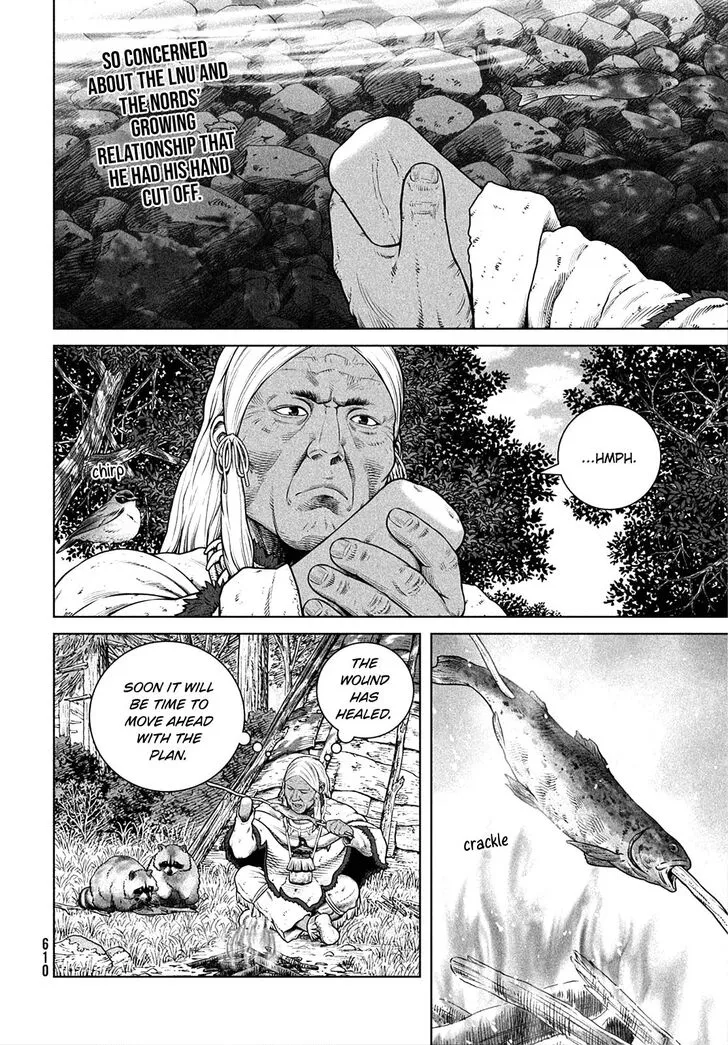 SO CONCERNED
ABOUT THE LNU AND
THE NORDS'
GROWING
RELATIONSHIP THAT
HE HAD HIS HAND
CUT OFF.
chirp
...HMPH.
crackle
THE
WOUND
HAS
HEALED.
SOON IT WILL
BE TIME TO
MOVE AHEAD
WITH THE
PLAN.
610